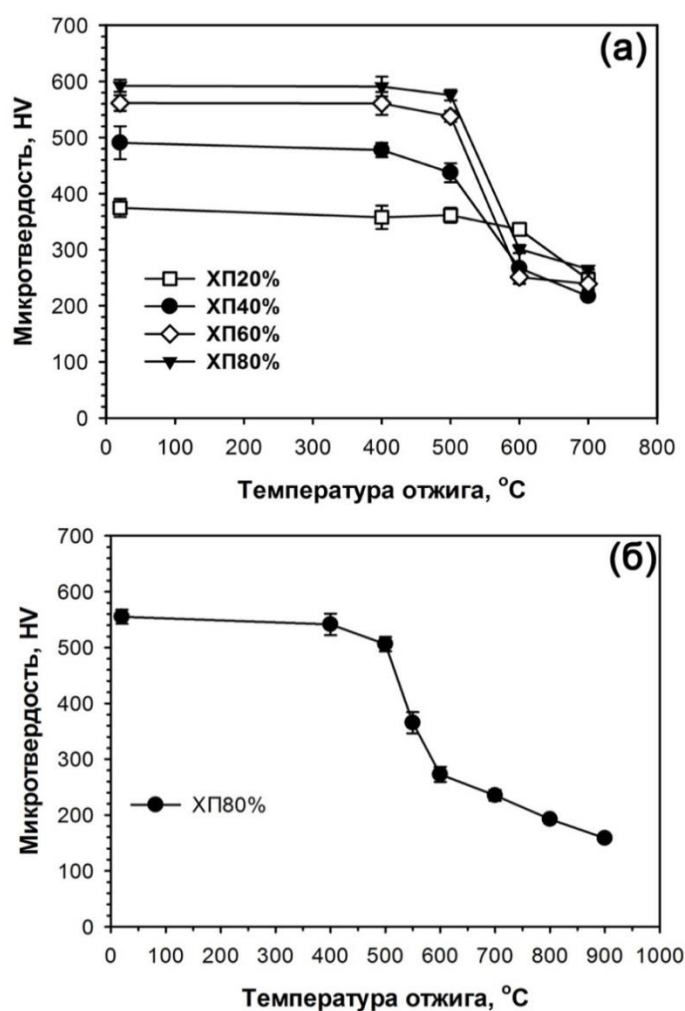 (а)
700
600
500
400
300
200
100
0
Микротвердость, HV
ХП20%
ХП40%
ХП60%
ХП80%
0 100 200 300 400 500 600 700 800
Температура отжига, °C
(б)
700
600
500
400
300
200
100
0
Микротвердость, HV
ХП80%
0 100 200 300 400 500 600 700 800 900 1000
Температура отжига, °C